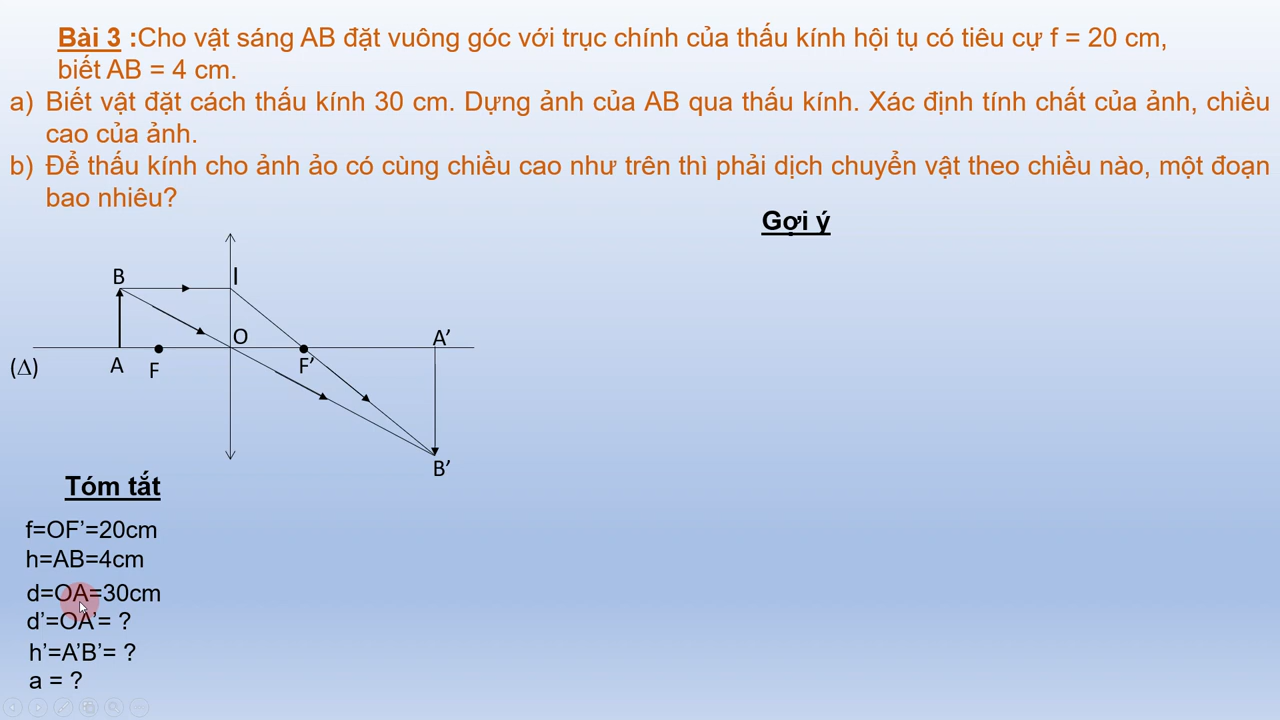 Bài 3 :Cho vật sáng AB đặt vuông góc với trục chính của thấu kính hội tụ có tiêu cự f = 20 cm,
biết AB = 4 cm.
a) Biết vật đặt cách thấu kính 30 cm. Dựng ảnh của AB qua thấu kính. Xác định tính chất của ảnh, chiều
cao của ảnh.
b) Để thấu kính cho ảnh ảo có cùng chiều cao như trên thì phải dịch chuyển vật theo chiều nào, một đoạn
bao nhiêu?
Gợi ý
B I
O A’
(Δ) A F F’
B’
Tóm tắt
f=OF’=20cm
h=AB=4cm
d=OA=30cm
d’=OA’= ?
h’=A’B’= ?
a = ?